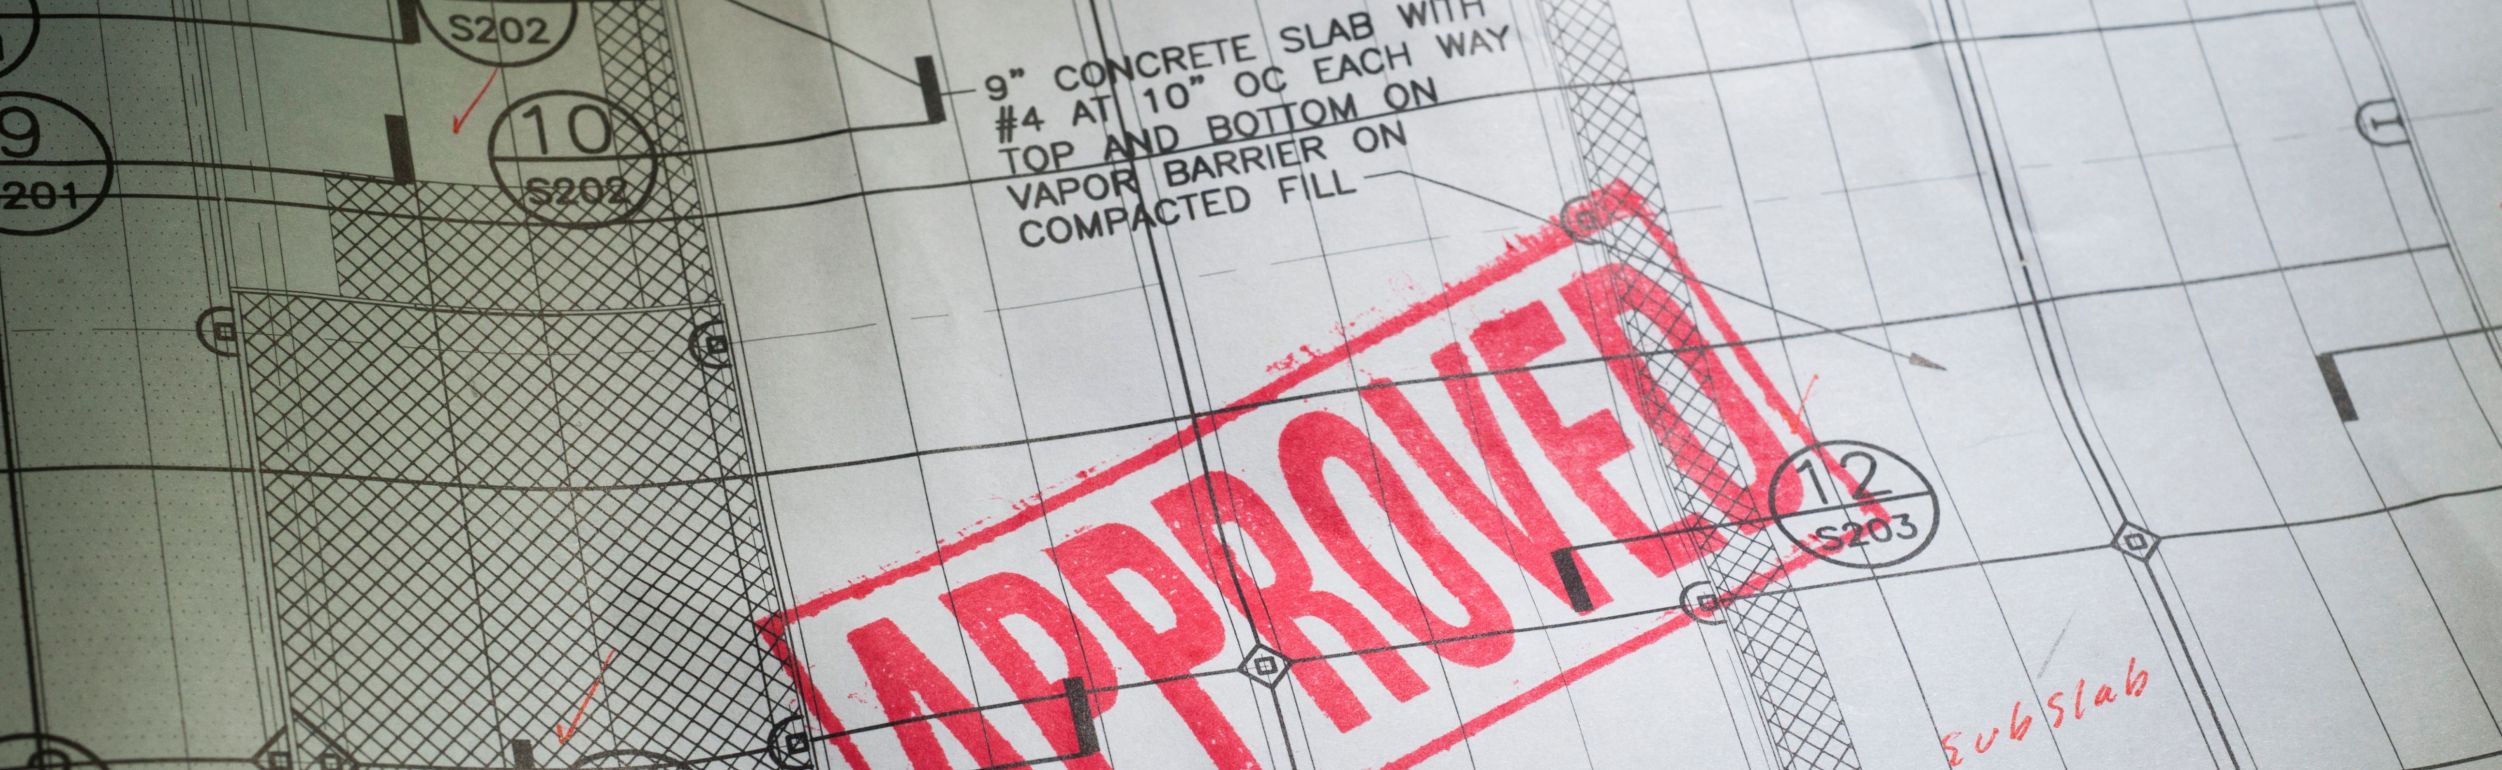 S202
9" CONCRETE SLAB WITH
#4 AT 10" OC EACH WAY
TOP AND BOTTOM ON
VAPOR BARRIER ON
COMPACTED FILL
9
201
10
S202
APPROVED
12
S203
subslab